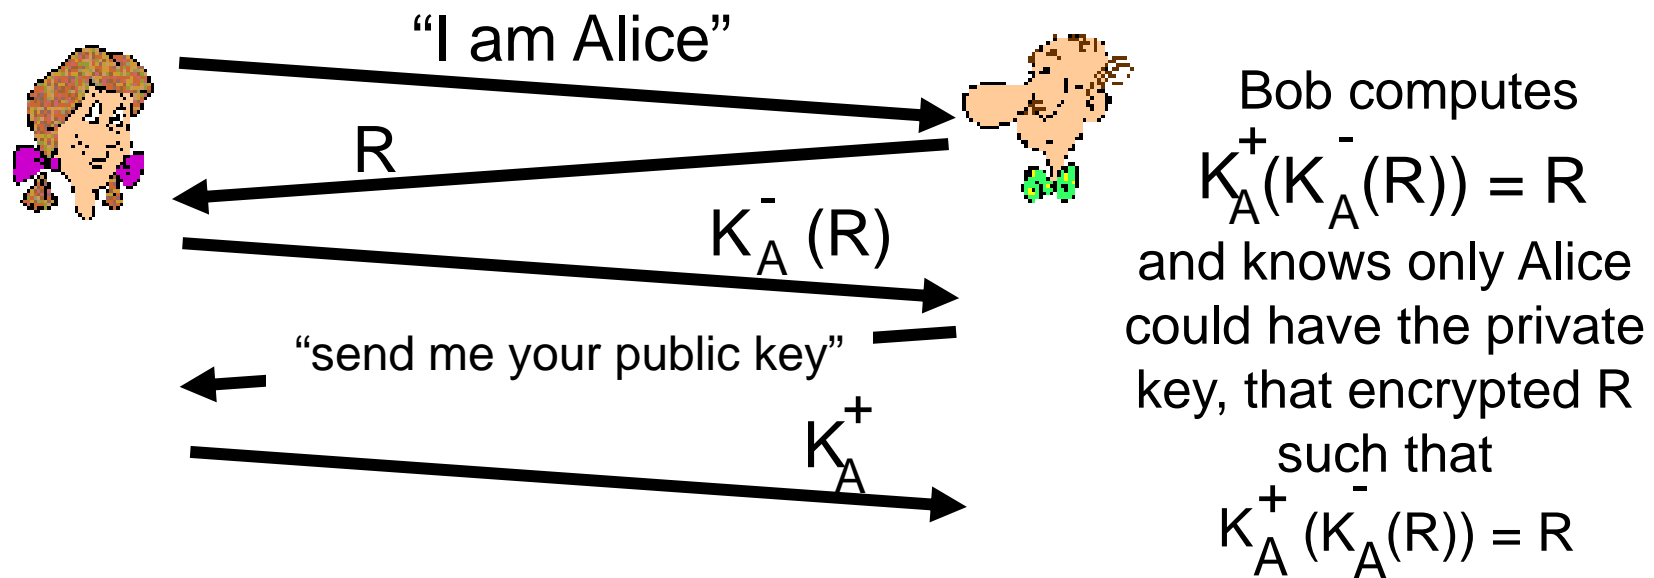 “I am Alice”
R
K_A^- (R)
“send me your public key”
K_A^+
Bob computes
K_A^+(K_A^-(R)) = R
and knows only Alice
could have the private
key, that encrypted R
such that
K_A^+ (K_A^-(R)) = R